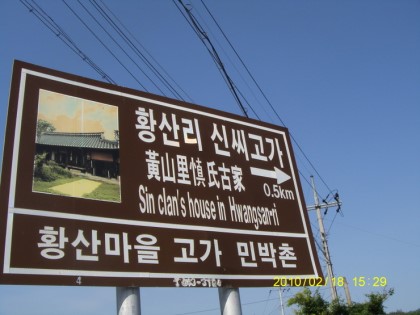 황산리 신씨고가
黃山里愼氏古家
0.5km
Sin clan's house in Hwangsan-ri
황산마을 고가 민박촌
2010/02/18 15:29